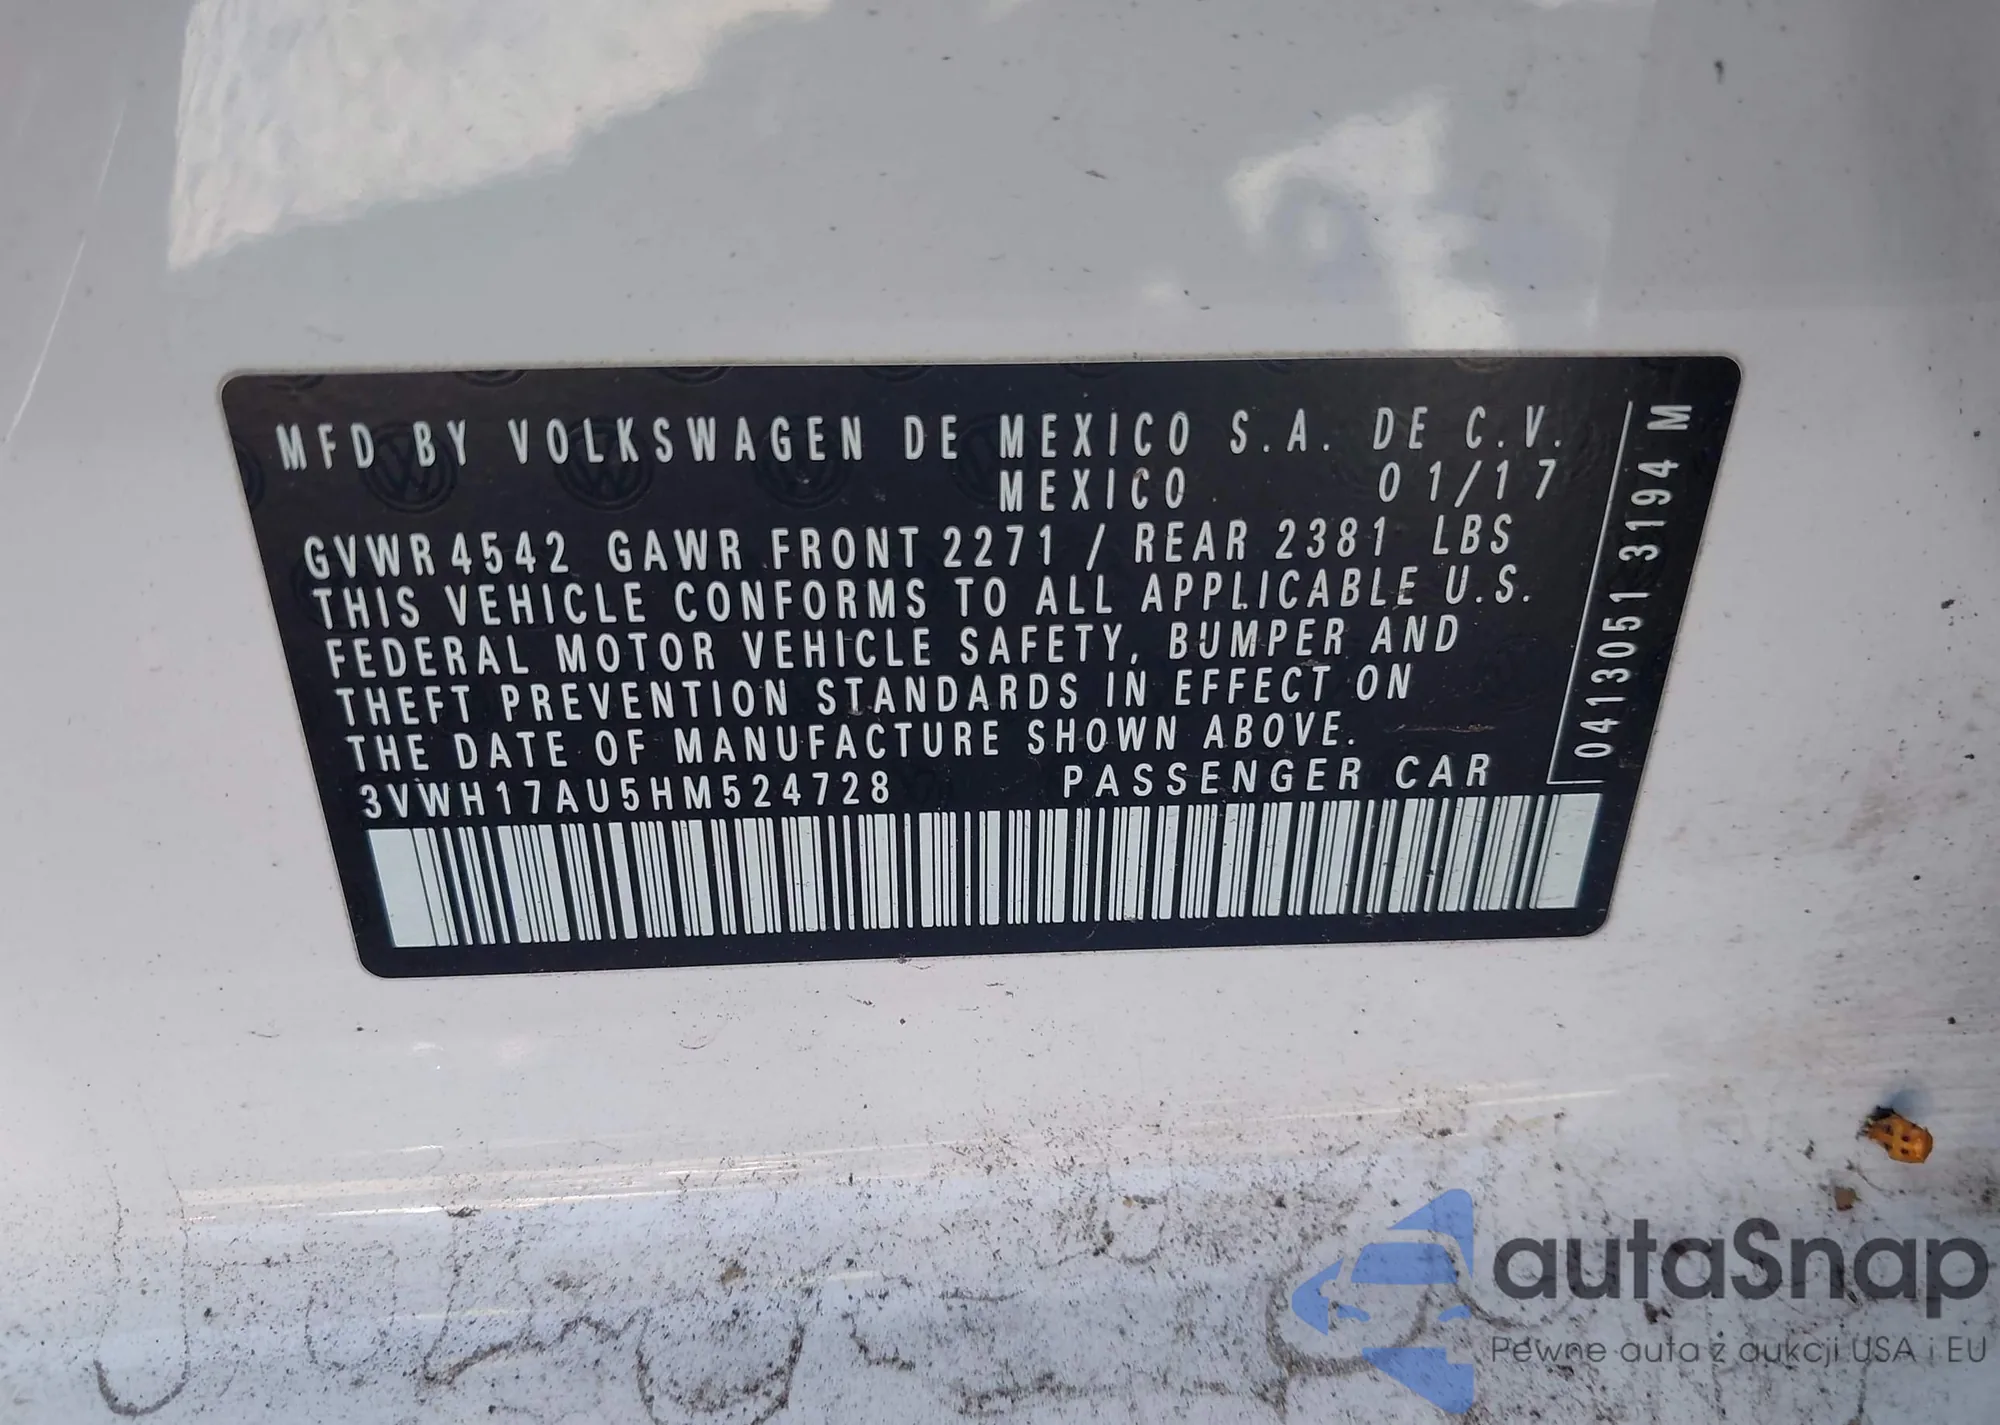 MFD BY VOLKSWAGEN DE MEXICO S.A. DE C.V.
MEXICO 01/17
GVWR 4542 GAWR FRONT 2271 / REAR 2381 LBS
THIS VEHICLE CONFORMS TO ALL APPLICABLE U.S.
FEDERAL MOTOR VEHICLE SAFETY, BUMPER AND
THEFT PREVENTION STANDARDS IN EFFECT ON
THE DATE OF MANUFACTURE SHOWN ABOVE.
3VWH17AU5HM524728 PASSENGER CAR
0413051 3194 M
autaSnap
Pewne auta z aukcji USA i EU